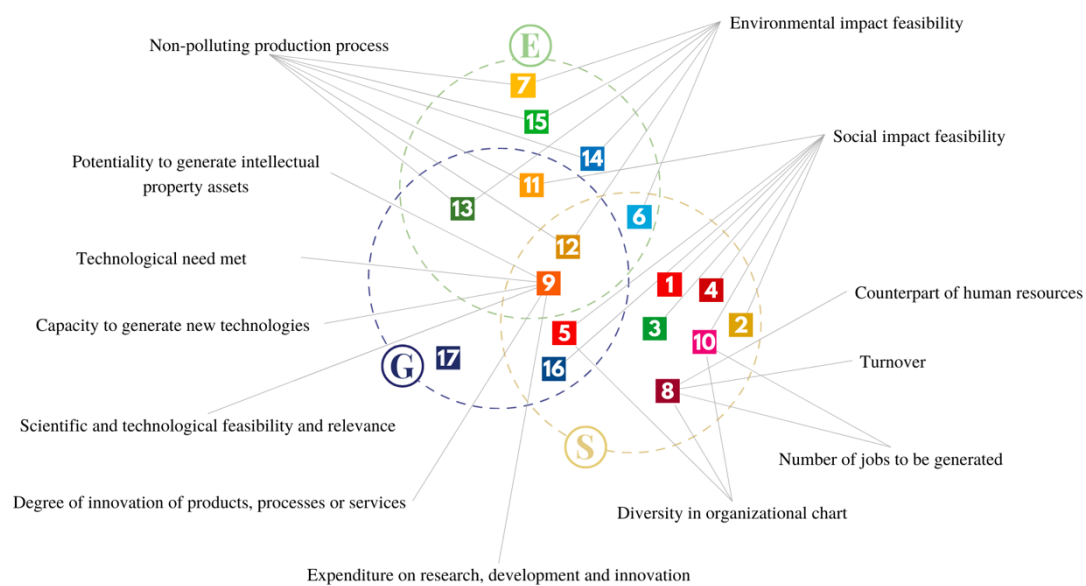 Environmental impact feasibility
Non-polluting production process
E
7
15
Social impact feasibility
14
Potentiality to generate intellectual
property assets
11
13
6
12
Technological need met
9
1
4
Counterpart of human resources
Capacity to generate new technologies
5
3
2
10
17
G
16
Turnover
8
Scientific and technological feasibility and relevance
S
Number of jobs to be generated
Degree of innovation of products, processes or services
Diversity in organizational chart
Expenditure on research, development and innovation